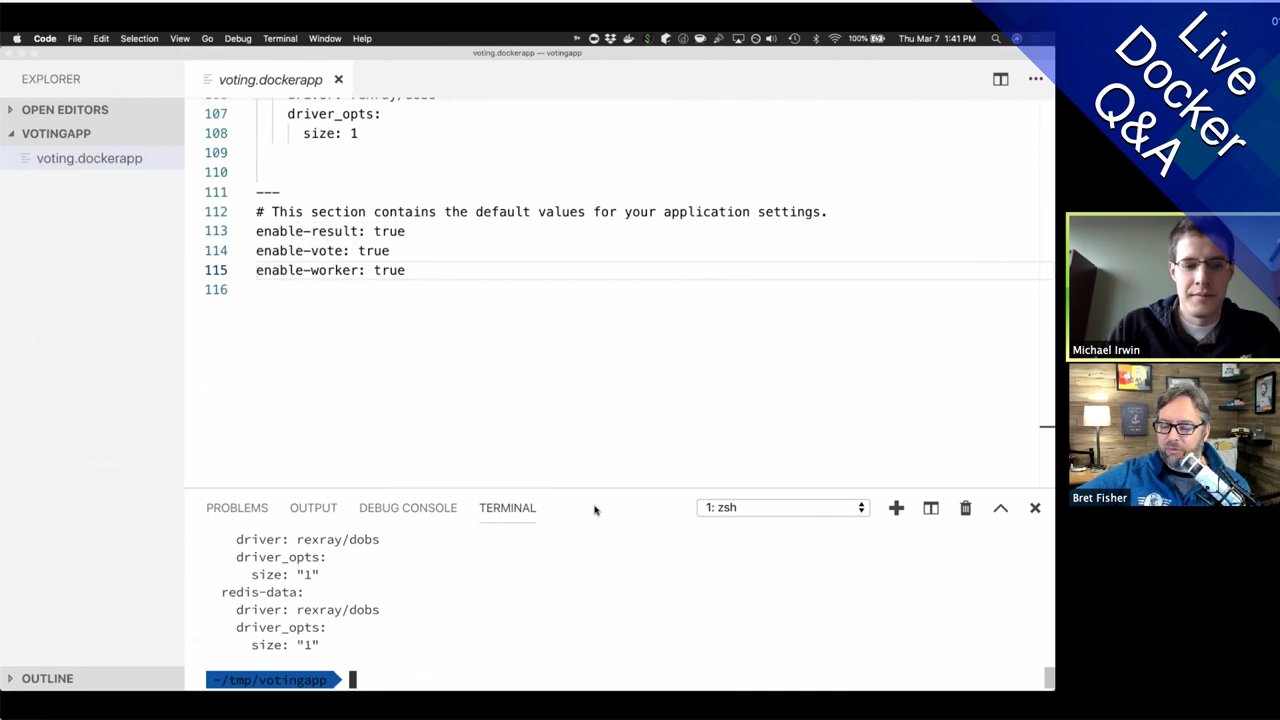 Code File Edit Selection View Go Debug Terminal Window Help 100% Thu Mar 7 1:41 PM
voting.dockerapp — votingapp
EXPLORER
OPEN EDITORS
VOTINGAPP
voting.dockerapp
OUTLINE
voting.dockerapp
107 driver_opts:
108 size: 1
109
110
111 ---
112 # This section contains the default values for your application settings.
113 enable-result: true
114 enable-vote: true
115 enable-worker: true
116
PROBLEMS OUTPUT DEBUG CONSOLE TERMINAL 1: zsh
driver: rexray/dobs
driver_opts:
size: "1"
redis-data:
driver: rexray/dobs
driver_opts:
size: "1"
~/tmp/votingapp
Live
Docker
Q&A
Michael Irwin
Bret Fisher